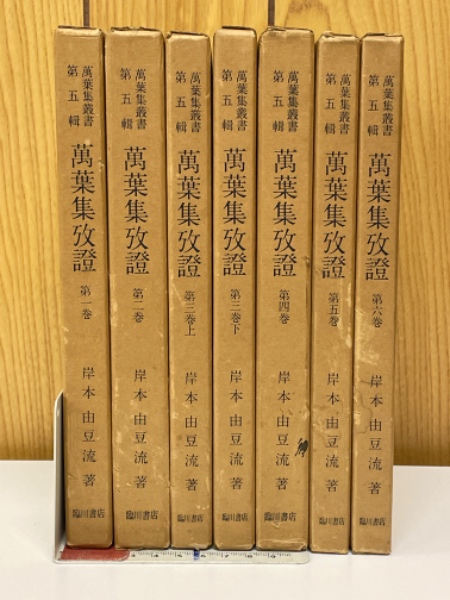 萬葉集叢書
第五輯
萬葉集攷證
第一巻
岸本由豆流著
臨川書店
萬葉集叢書
第五輯
萬葉集攷證
第二巻
岸本由豆流著
臨川書店
萬葉集叢書
第五輯
萬葉集攷證
第三巻上
岸本由豆流著
臨川書店
萬葉集叢書
第五輯
萬葉集攷證
第三巻下
岸本由豆流著
臨川書店
萬葉集叢書
第五輯
萬葉集攷證
第四巻
岸本由豆流著
臨川書店
萬葉集叢書
第五輯
萬葉集攷證
第五巻
岸本由豆流著
臨川書店
萬葉集叢書
第五輯
萬葉集攷證
第六巻
岸本由豆流著
臨川書店